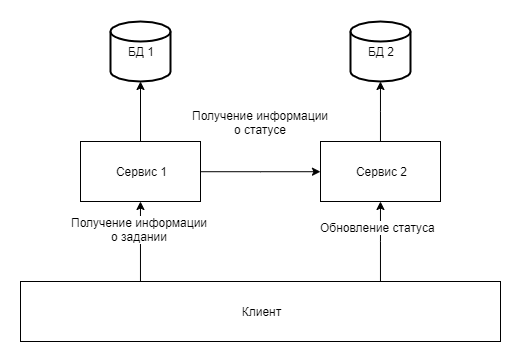 БД 1
БД 2
Получение информации
о статусе
Сервис 1
Сервис 2
Получение информации
о задании
Обновление статуса
Клиент